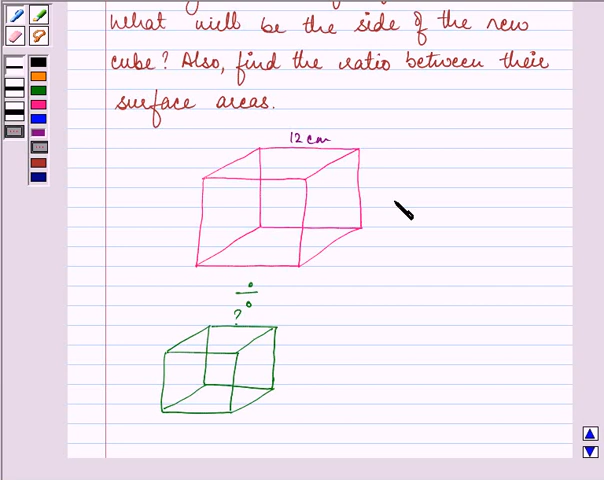 What will be the side of the new
cube? Also, find the ratio between their
surface areas.
12 cm
÷
?